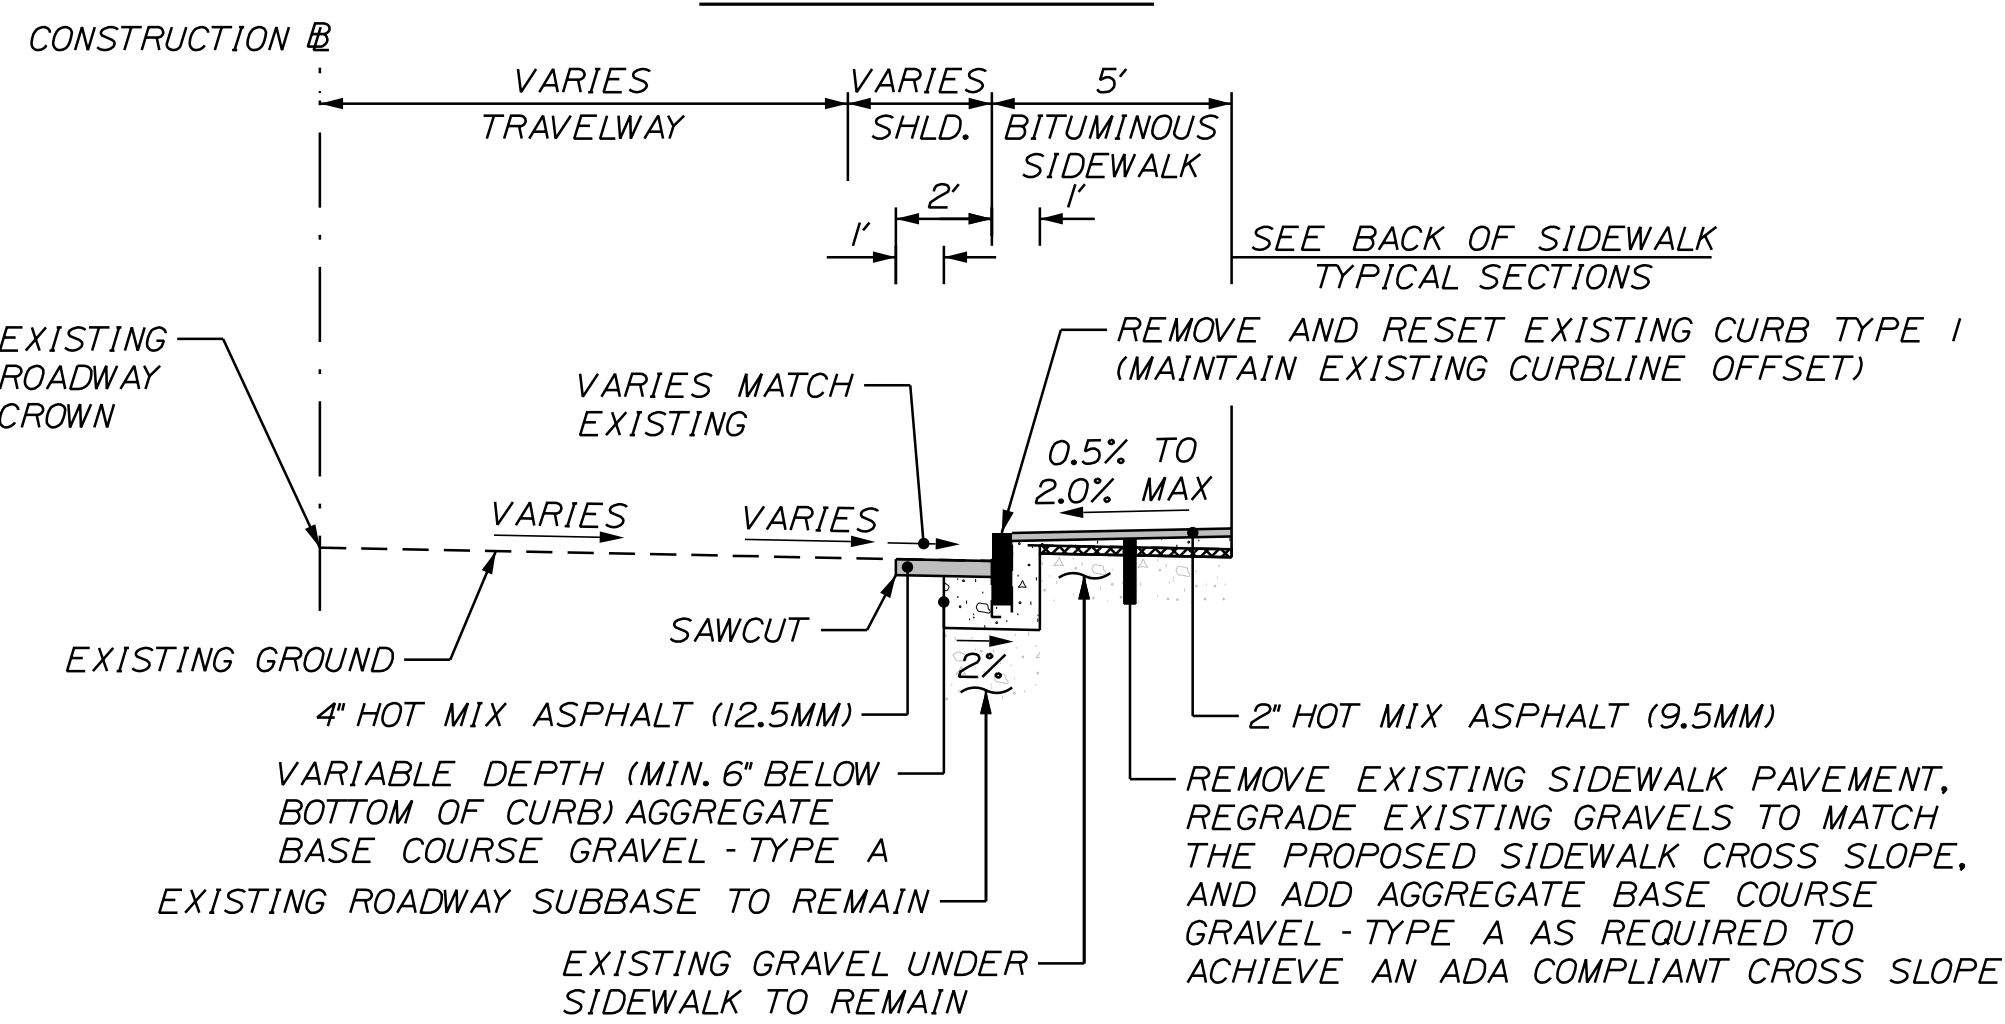 CONSTRUCTION B
VARIES
TRAVELWAY
VARIES
SHLD.
5'
BITUMINOUS
SIDEWALK
2'
1'
1'
SEE BACK OF SIDEWALK
TYPICAL SECTIONS
EXISTING
ROADWAY
CROWN
REMOVE AND RESET EXISTING CURB TYPE 1
(MAINTAIN EXISTING CURBLINE OFFSET)
VARIES MATCH
EXISTING
0.5% TO
2.0% MAX
VARIES
VARIES
SAWCUT
EXISTING GROUND
2%
4" HOT MIX ASPHALT (12.5MM)
2" HOT MIX ASPHALT (9.5MM)
VARIABLE DEPTH (MIN. 6" BELOW
BOTTOM OF CURB) AGGREGATE
BASE COURSE GRAVEL - TYPE A
EXISTING ROADWAY SUBBASE TO REMAIN
EXISTING GRAVEL UNDER
SIDEWALK TO REMAIN
REMOVE EXISTING SIDEWALK PAVEMENT,
REGRADE EXISTING GRAVELS TO MATCH
THE PROPOSED SIDEWALK CROSS SLOPE,
AND ADD AGGREGATE BASE COURSE
GRAVEL - TYPE A AS REQUIRED TO
ACHIEVE AN ADA COMPLIANT CROSS SLOPE